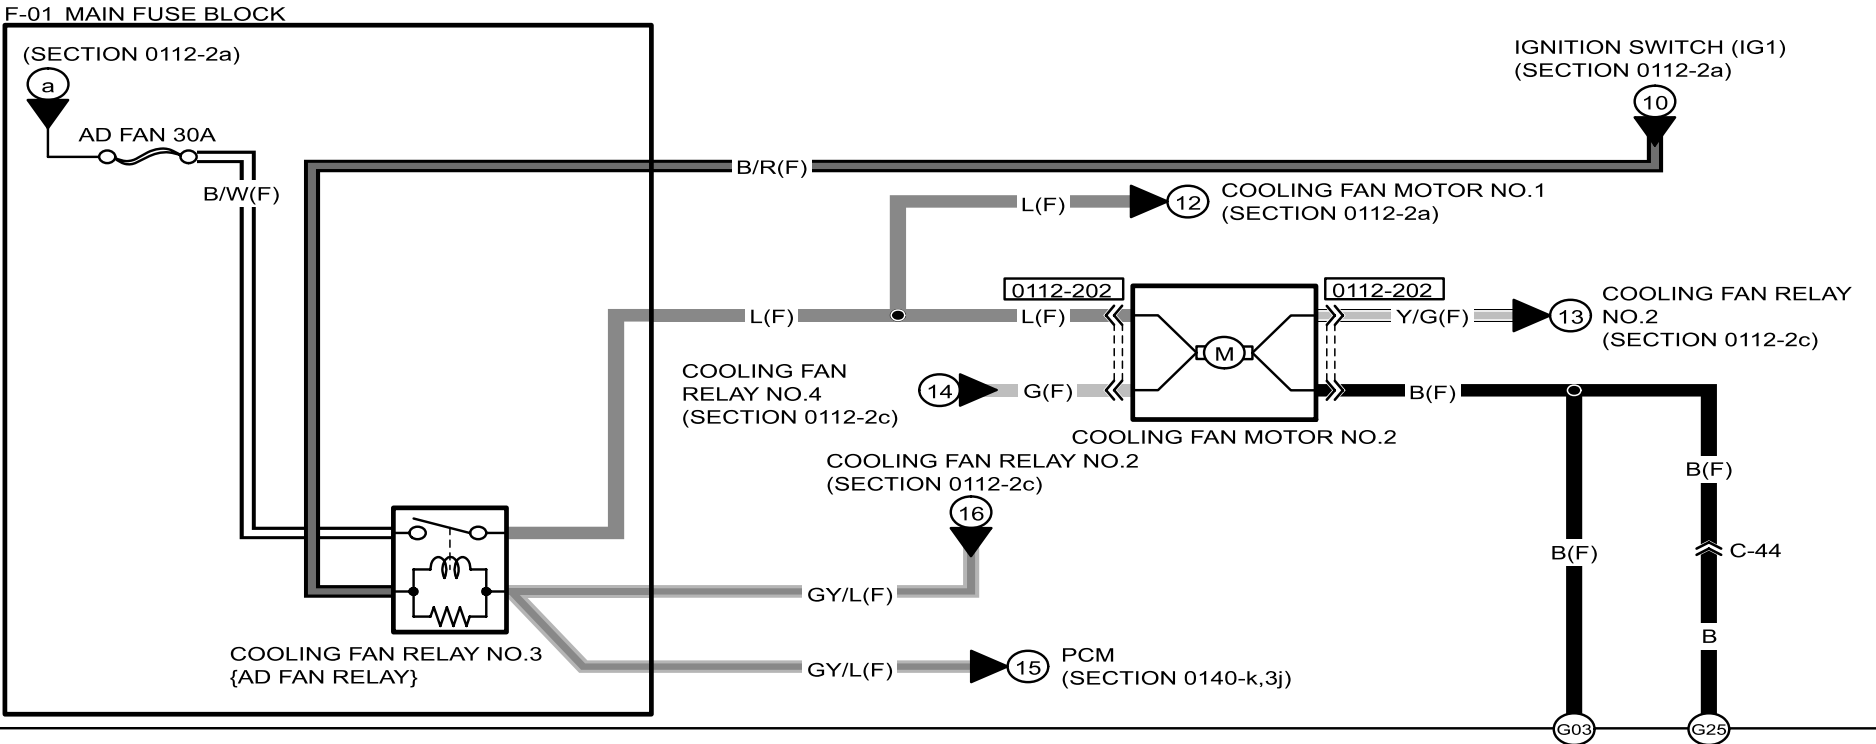 F-01 MAIN FUSE BLOCK
(SECTION 0112-2a)
a
AD FAN 30A
B/W(F)
IGNITION SWITCH (IG1)
(SECTION 0112-2a)
10
B/R(F)
L(F)
12
COOLING FAN MOTOR NO.1
(SECTION 0112-2a)
0112-202
0112-202
L(F)
L(F)
M
Y/G(F)
13
COOLING FAN RELAY
NO.2
(SECTION 0112-2c)
COOLING FAN
RELAY NO.4
(SECTION 0112-2c)
14
G(F)
B(F)
COOLING FAN MOTOR NO.2
COOLING FAN RELAY NO.2
(SECTION 0112-2c)
16
B(F)
B(F)
C-44
GY/L(F)
B
COOLING FAN RELAY NO.3
{AD FAN RELAY}
GY/L(F)
15
PCM
(SECTION 0140-k,3j)
G03
G25